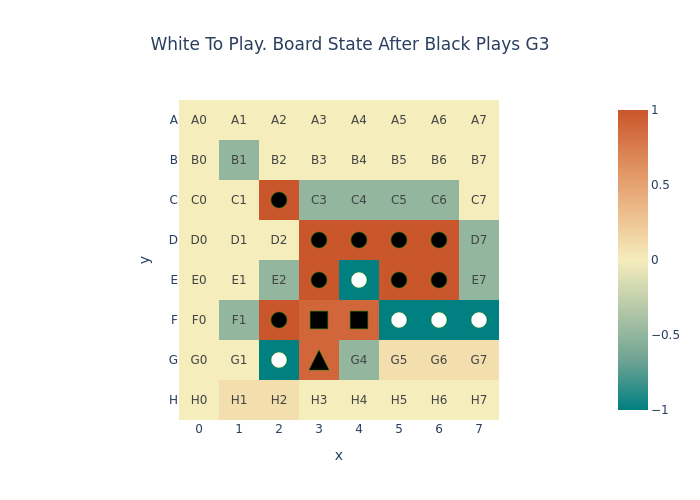 White To Play. Board State After Black Plays G3
A A0 A1 A2 A3 A4 A5 A6 A7
B B0 B1 B2 B3 B4 B5 B6 B7
C C0 C1 C3 C4 C5 C6 C7
D D0 D1 D2 D7
E E0 E1 E2 E7
F F0 F1
G G0 G1 G4 G5 G6 G7
H H0 H1 H2 H3 H4 H5 H6 H7
0 1 2 3 4 5 6 7
x
y
1
0.5
0
−0.5
−1